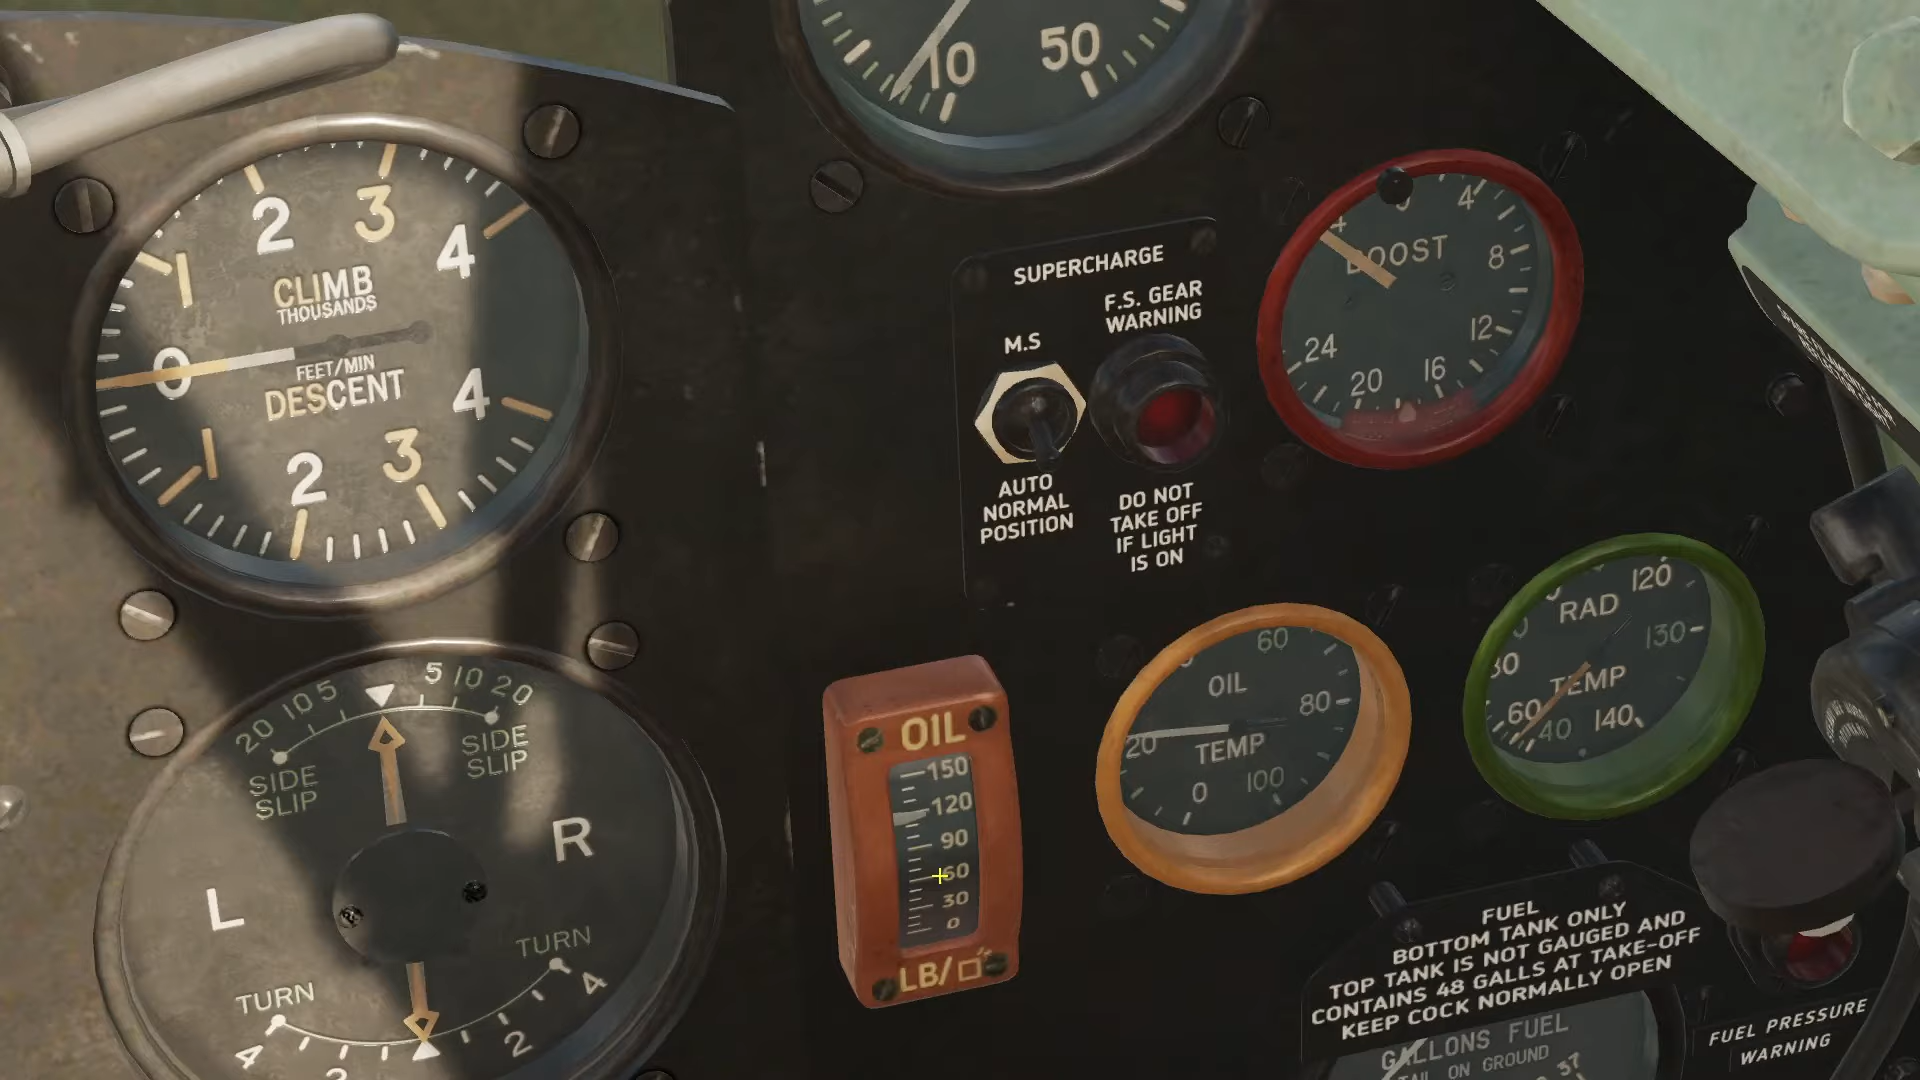 10 50
2 3
1 4
CLIMB
THOUSANDS
0
FEET/MIN
DESCENT
4
1 2 3
SUPERCHARGE
F.S. GEAR
WARNING
M.S
AUTO
NORMAL
POSITION
DO NOT
TAKE OFF
IF LIGHT
IS ON
4
BOOST
8
12
24
16
20
20 10 5 5 10 20
SIDE
SLIP
SIDE
SLIP
R
L
TURN
TURN
4 2 4
OIL
150
120
90
60
30
0
LB/□"
60
OIL
80
20
TEMP
0 100
120
RAD
130
80
TEMP
60
40 140
FUEL
BOTTOM TANK ONLY
TOP TANK IS NOT GAUGED AND
CONTAINS 48 GALLS AT TAKE-OFF
KEEP COCK NORMALLY OPEN
GALLONS FUEL
TAIL ON GROUND
37
FUEL PRESSURE
WARNING